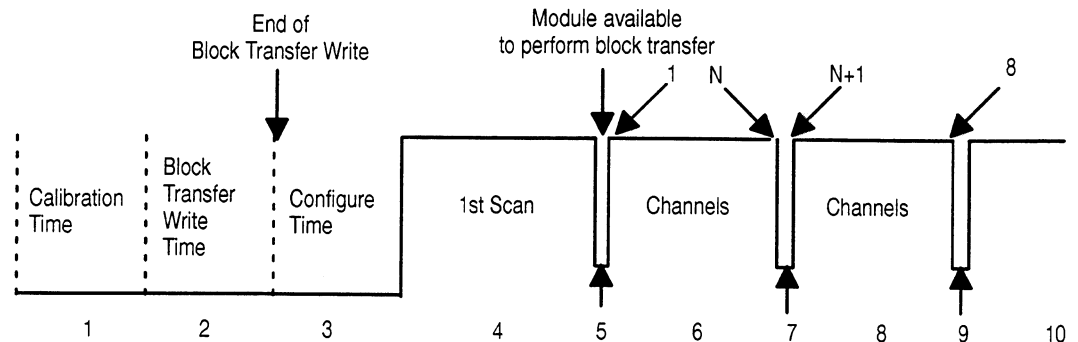 End of
Block Transfer Write
Module available
to perform block transfer
1
N
N+1
8
Calibration
Time
Block
Transfer
Write
Time
Configure
Time
1st Scan
Channels
Channels
1
2
3
4
5
6
7
8
9
10